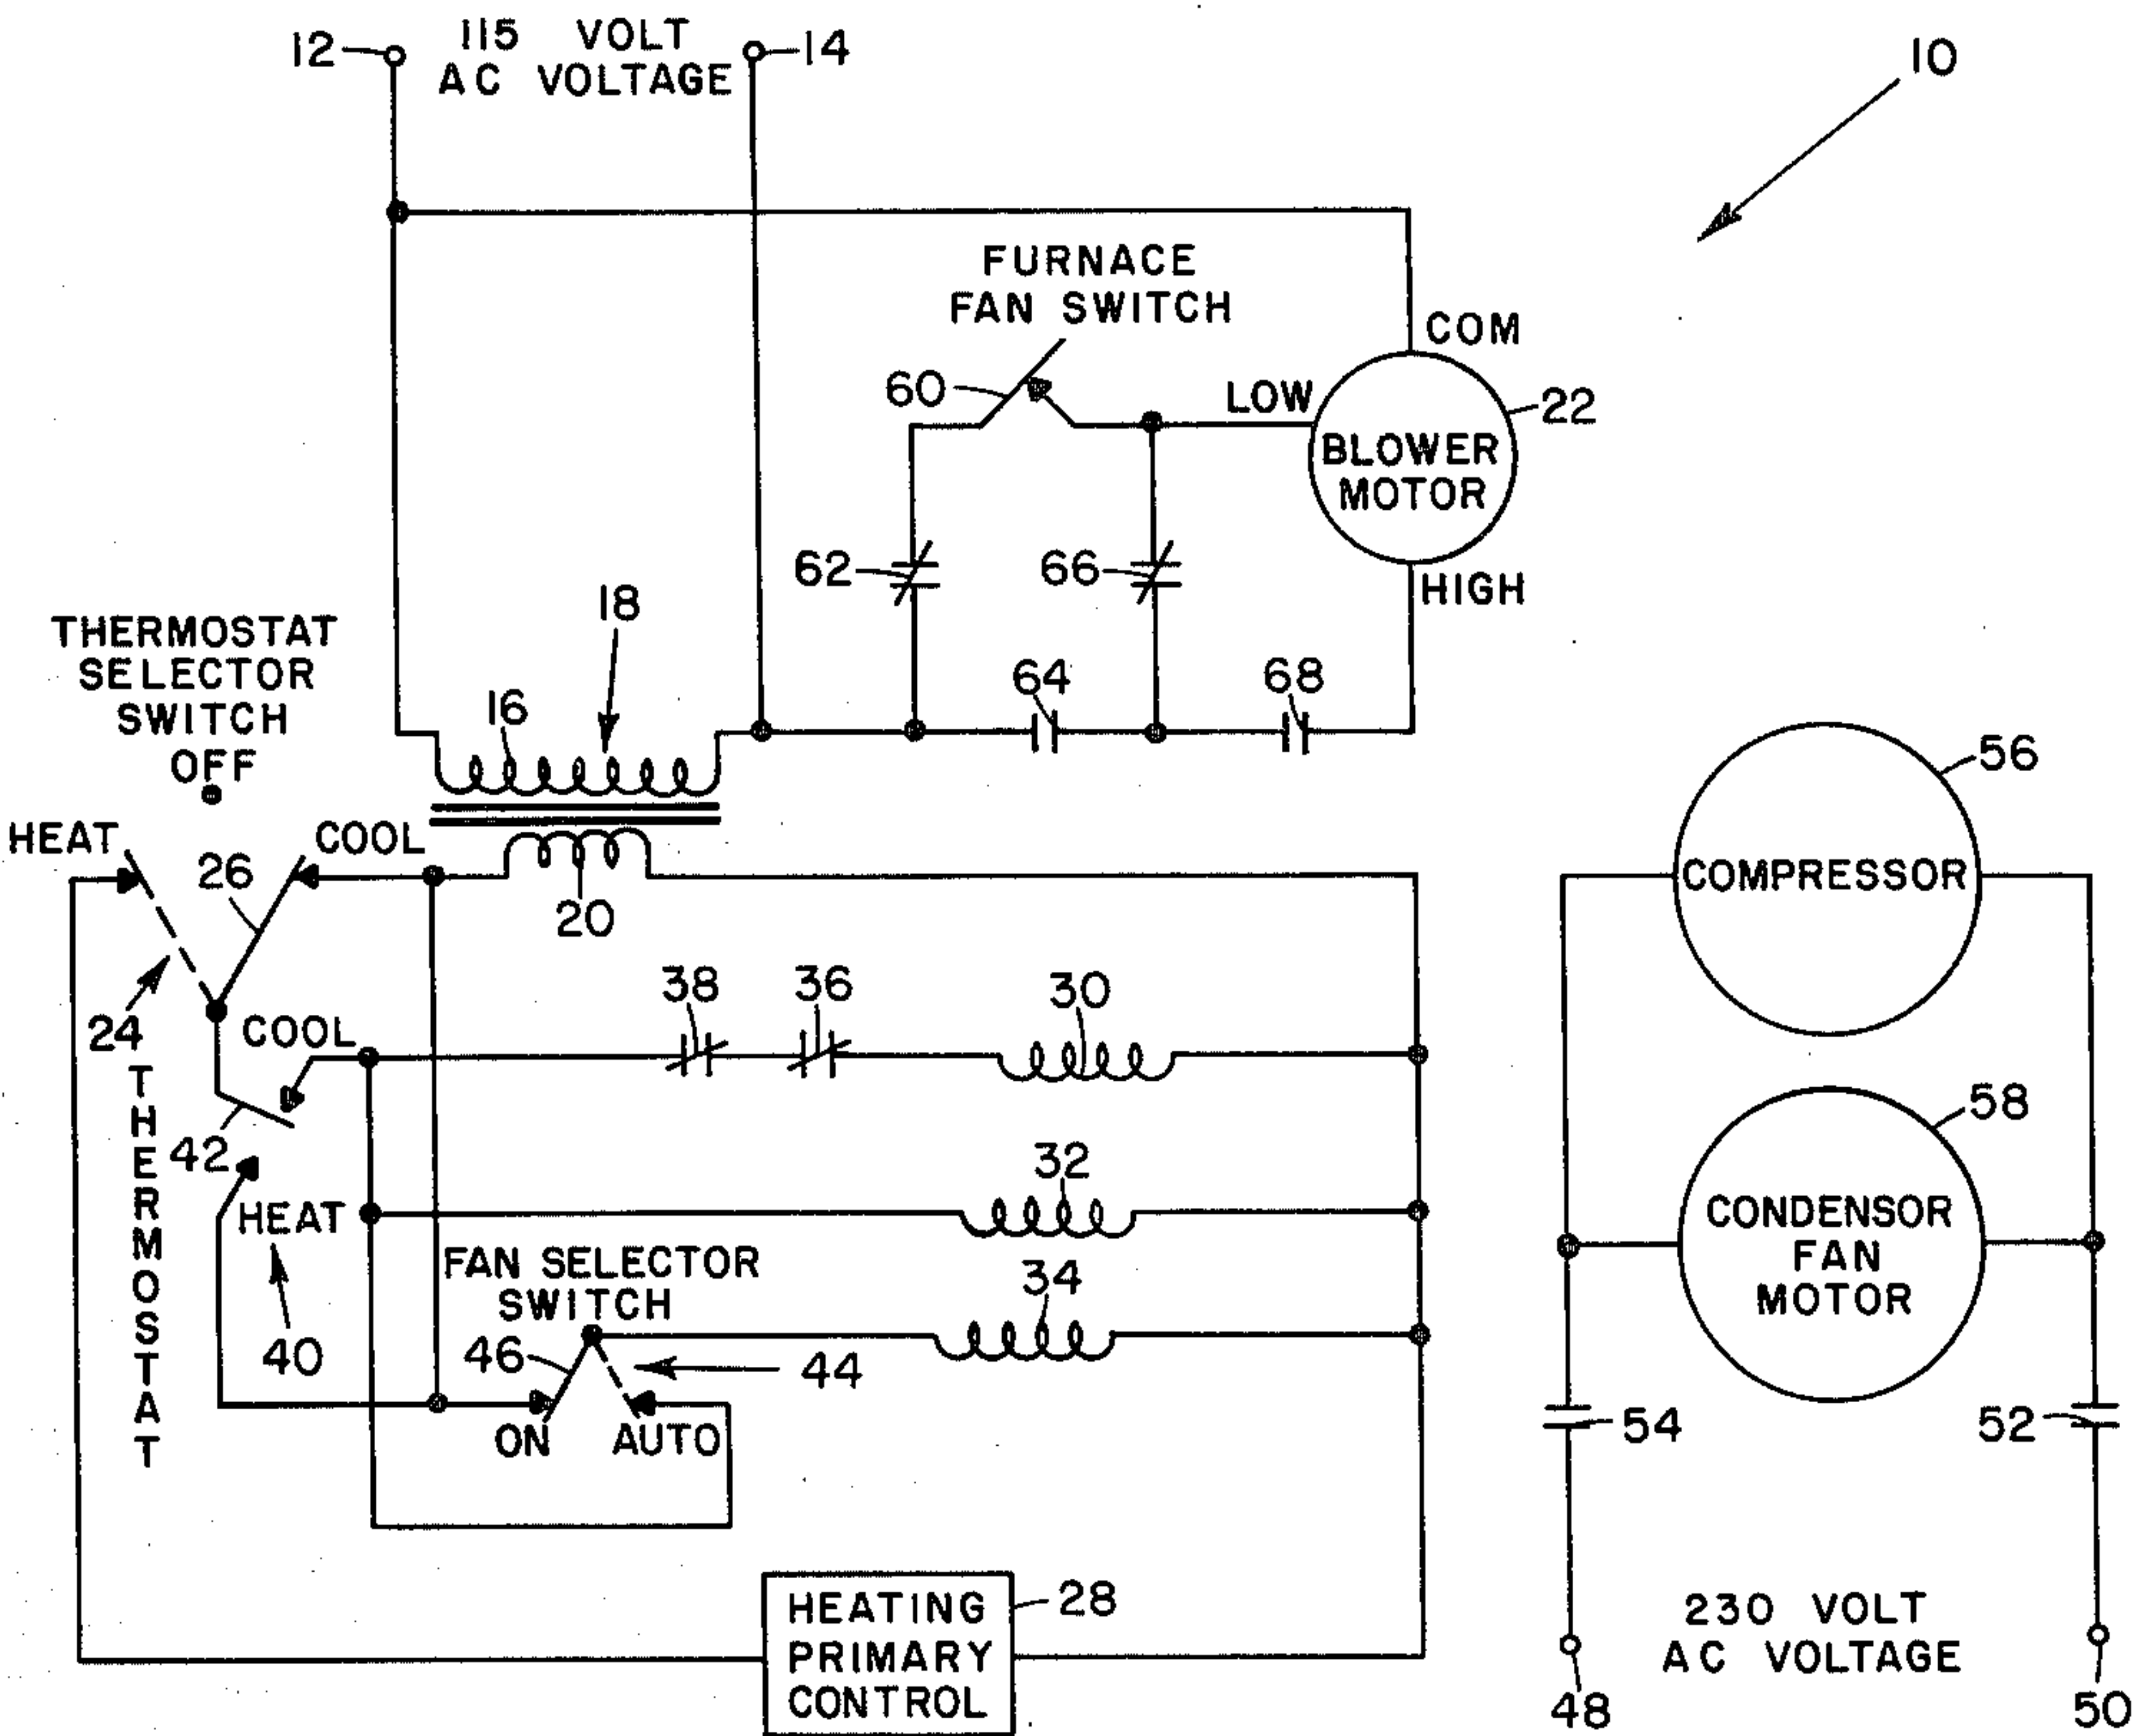 12
115 VOLT
AC VOLTAGE
14
10
FURNACE
FAN SWITCH
COM
60
LOW
22
BLOWER
MOTOR
62
66
HIGH
18
THERMOSTAT
SELECTOR
SWITCH
OFF
16
64
68
56
HEAT
26
COOL
20
COMPRESSOR
24
COOL
38
36
30
THERMOSTAT
42
HEAT
40
32
58
CONDENSOR
FAN
MOTOR
FAN SELECTOR
SWITCH
34
46
44
ON
AUTO
54
52
HEATING
PRIMARY
CONTROL
28
230 VOLT
AC VOLTAGE
48
50